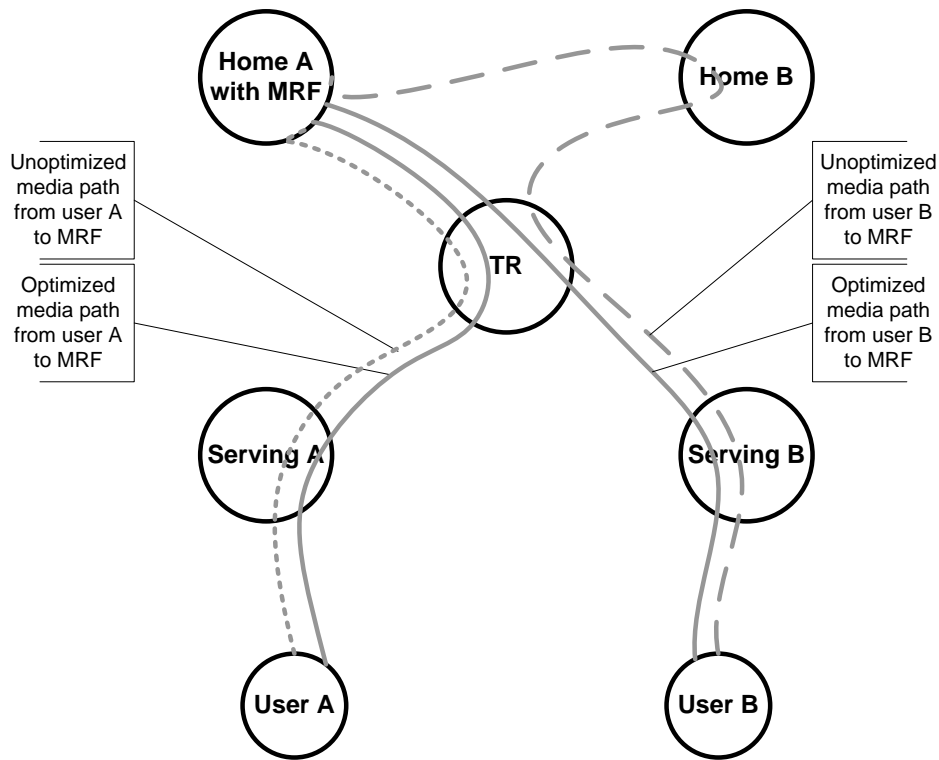 Home A
with MRF
Home B
Unoptimized
media path
from user A
to MRF
Unoptimized
media path
from user B
to MRF
TR
Optimized
media path
from user A
to MRF
Optimized
media path
from user B
to MRF
Serving A
Serving B
User A
User B